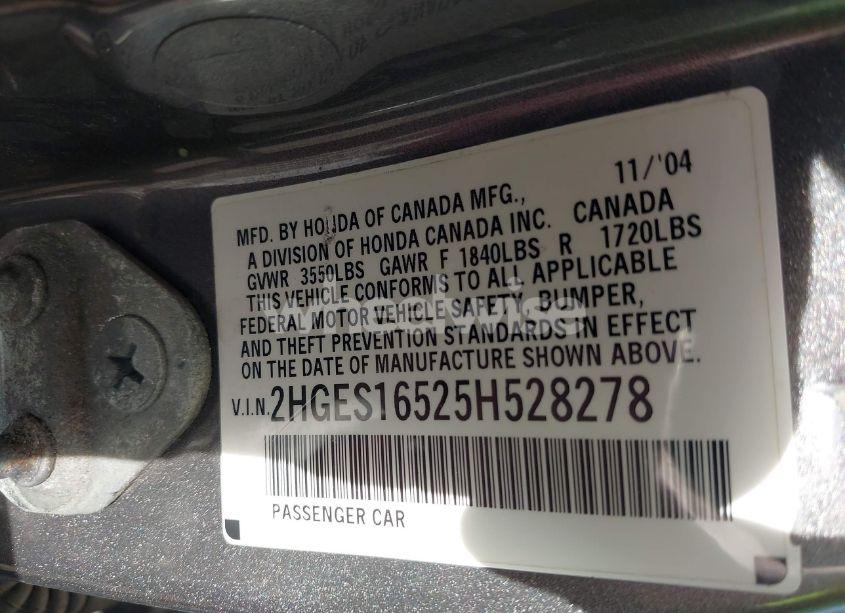 11/'04
MFD. BY HONDA OF CANADA MFG.,
A DIVISION OF HONDA CANADA INC. CANADA
GVWR 3550LBS GAWR F 1840LBS R 1720LBS
THIS VEHICLE CONFORMS TO ALL APPLICABLE
FEDERAL MOTOR VEHICLE SAFETY, BUMPER,
AND THEFT PREVENTION STANDARDS IN EFFECT
ON THE DATE OF MANUFACTURE SHOWN ABOVE.
V.I.N. 2HGES16525H528278
PASSENGER CAR